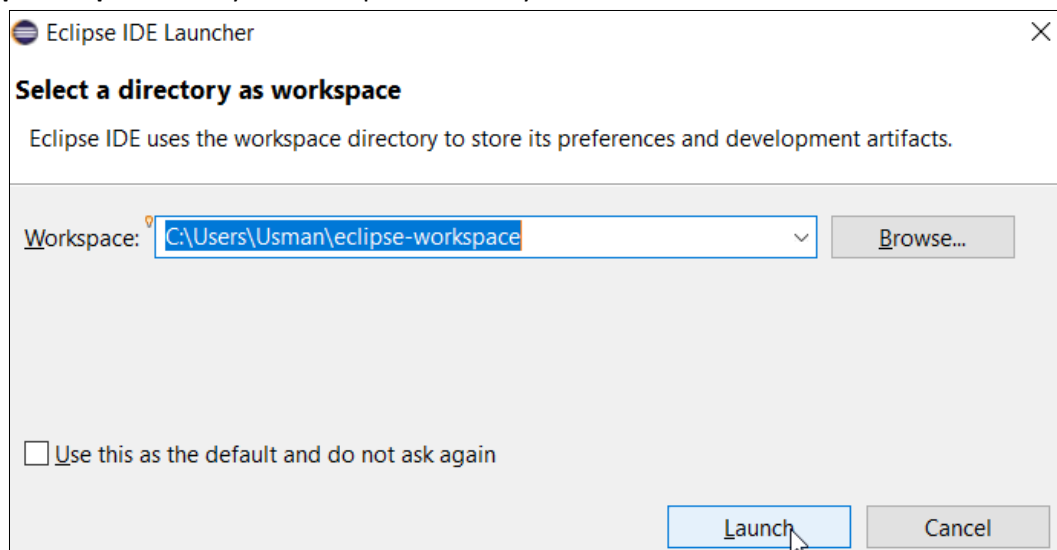 Eclipse IDE Launcher
Select a directory as workspace
Eclipse IDE uses the workspace directory to store its preferences and development artifacts.
Workspace: C:\Users\Usman\eclipse-workspace Browse...
Use this as the default and do not ask again
Launch Cancel